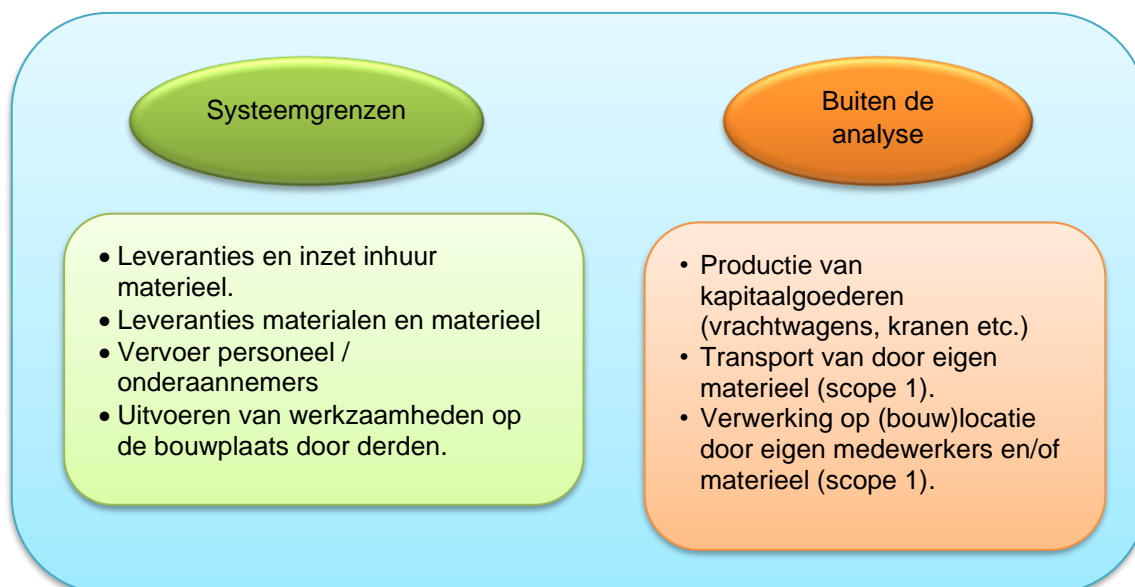 Systeemgrenzen
• Leveranties en inzet inhuur
materieel.
• Leveranties materialen en materieel
• Vervoer personeel /
onderaannemers
• Uitvoeren van werkzaamheden op
de bouwplaats door derden.
Buiten de
analyse
• Productie van
kapitaalgoederen
(vrachtwagens, kranen etc.)
• Transport van door eigen
materieel (scope 1).
• Verwerking op (bouw)locatie
door eigen medewerkers en/of
materieel (scope 1).